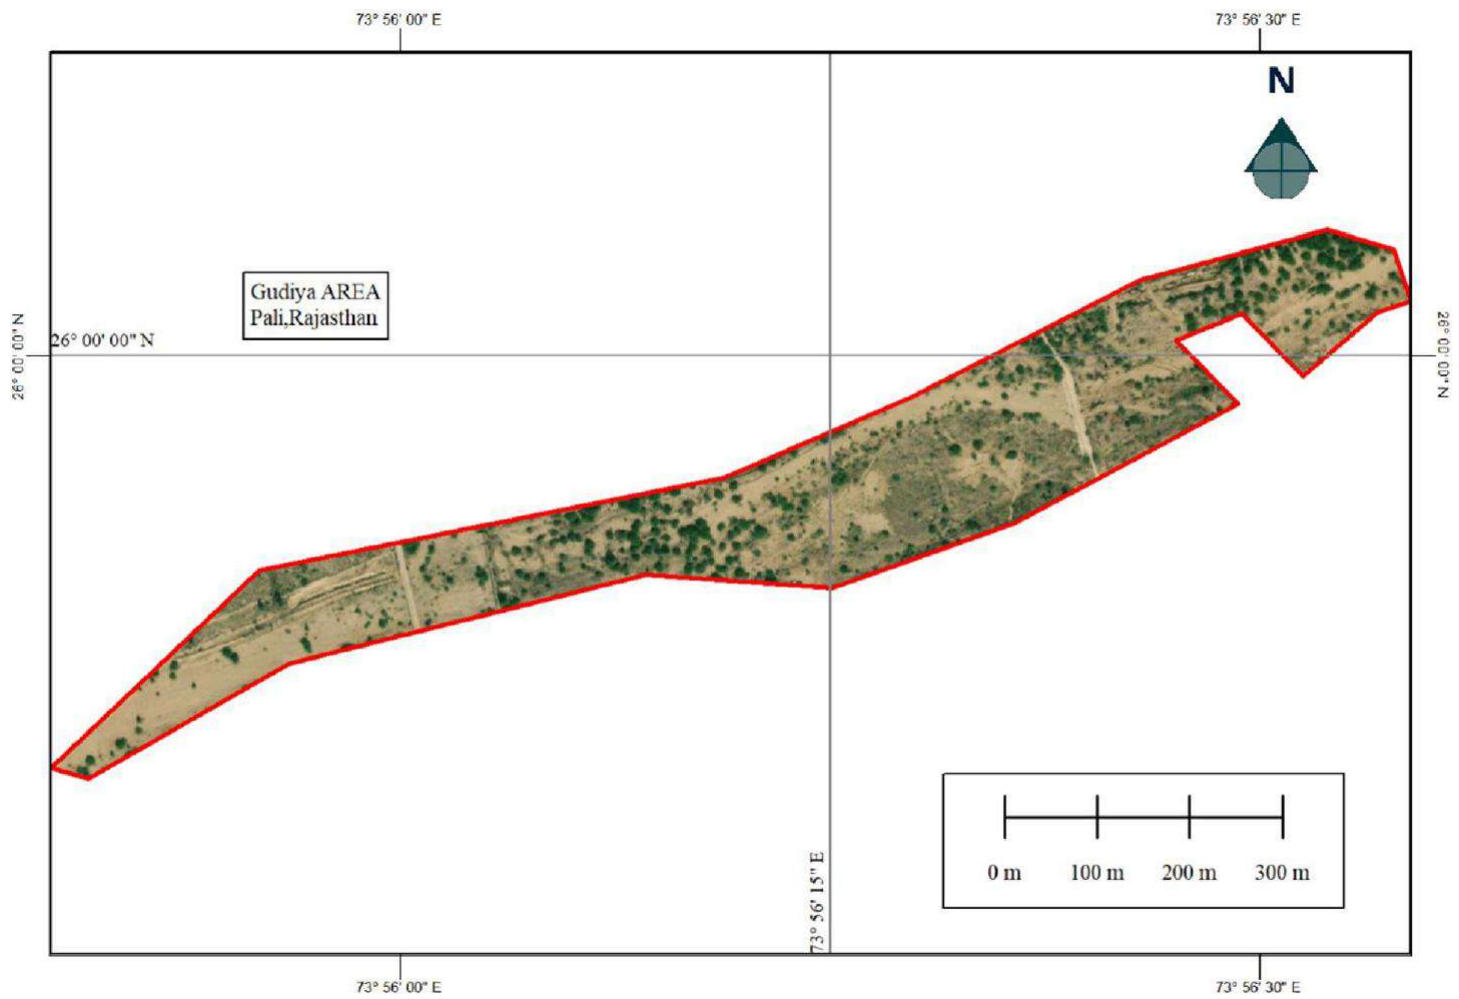 73° 56' 00" E
73° 56' 30" E
N
Gudiya AREA
Pali,Rajasthan
26° 00' 00" N
26° 00' 00" N
26° 00' 00" N
73° 56' 15" E
0 m 100 m 200 m 300 m
73° 56' 00" E
73° 56' 30" E